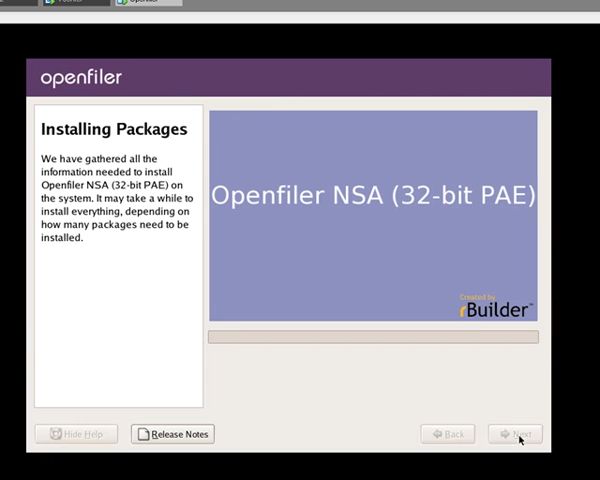 Openfiler
openfiler
Installing Packages
We have gathered all the
information needed to install
Openfiler NSA (32-bit PAE) on
the system. It may take a while to
install everything, depending on
how many packages need to be
installed.
Openfiler NSA (32-bit PAE)
Created by
rBuilder™
Hide Help
Release Notes
Back
Next